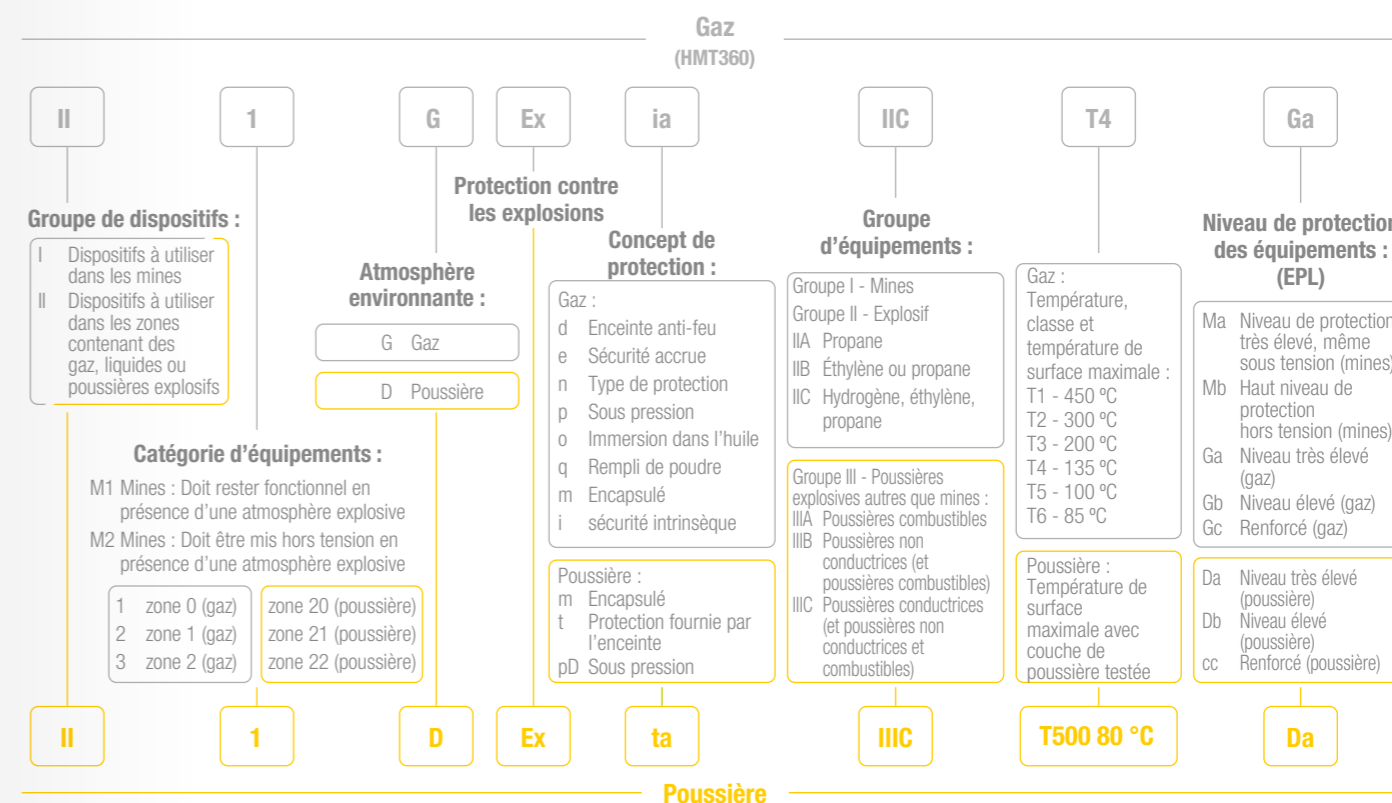 Gaz
(HMT360)
II
1
G
Ex
ia
IIC
T4
Ga
Groupe de dispositifs :
I Dispositifs à utiliser
dans les mines
II Dispositifs à utiliser
dans les zones
contenant des
gaz, liquides ou
poussières explosifs
Catégorie d'équipements :
M1 Mines : Doit rester fonctionnel en
présence d'une atmosphère explosive
M2 Mines : Doit être mis hors tension en
présence d'une atmosphère explosive
1 zone 0 (gaz)
2 zone 1 (gaz)
3 zone 2 (gaz)
zone 20 (poussière)
zone 21 (poussière)
zone 22 (poussière)
Atmosphère
environnante :
G Gaz
D Poussière
Protection contre
les explosions
Concept de
protection :
Gaz :
d Enceinte anti-feu
e Sécurité accrue
n Type de protection
p Sous pression
o Immersion dans l'huile
q Rempli de poudre
m Encapsulé
i sécurité intrinsèque
Poussière :
m Encapsulé
t Protection fournie par
l'enceinte
pD Sous pression
Groupe
d'équipements :
Groupe I - Mines
Groupe II - Explosif
IIA Propane
IIB Éthylène ou propane
IIC Hydrogène, éthylène,
propane
Groupe III - Poussières
explosives autres que mines :
IIIA Poussières combustibles
IIIB Poussières non
conductrices (et
poussières combustibles)
IIIC Poussières conductrices
(et poussières non
conductrices et
combustibles)
Gaz :
Température,
classe et
température de
surface maximale :
T1 - 450 ºC
T2 - 300 ºC
T3 - 200 ºC
T4 - 135 ºC
T5 - 100 ºC
T6 - 85 ºC
Poussière :
Température de
surface
maximale avec
couche de
poussière testée
Niveau de protection
des équipements :
(EPL)
Ma Niveau de protection
très élevé, même
sous tension (mines)
Mb Haut niveau de
protection
hors tension (mines)
Ga Niveau très élevé
(gaz)
Gb Niveau élevé (gaz)
Gc Renforcé (gaz)
Da Niveau très élevé
(poussière)
Db Niveau élevé
(poussière)
cc Renforcé (poussière)
II
1
D
Ex
ta
IIIC
T500 80 °C
Da
Poussière